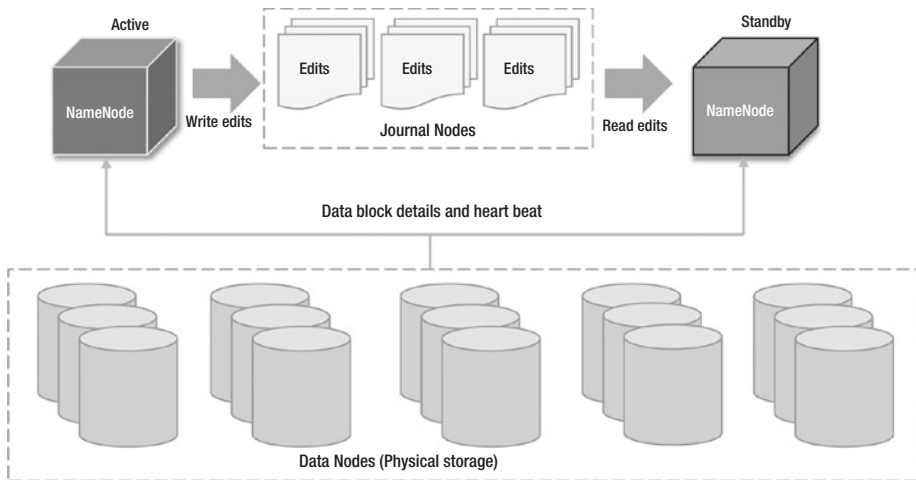 Active
Standby
NameNode
Edits
Edits
Edits
NameNode
Write edits
Journal Nodes
Read edits
Data block details and heart beat
Data Nodes (Physical storage)